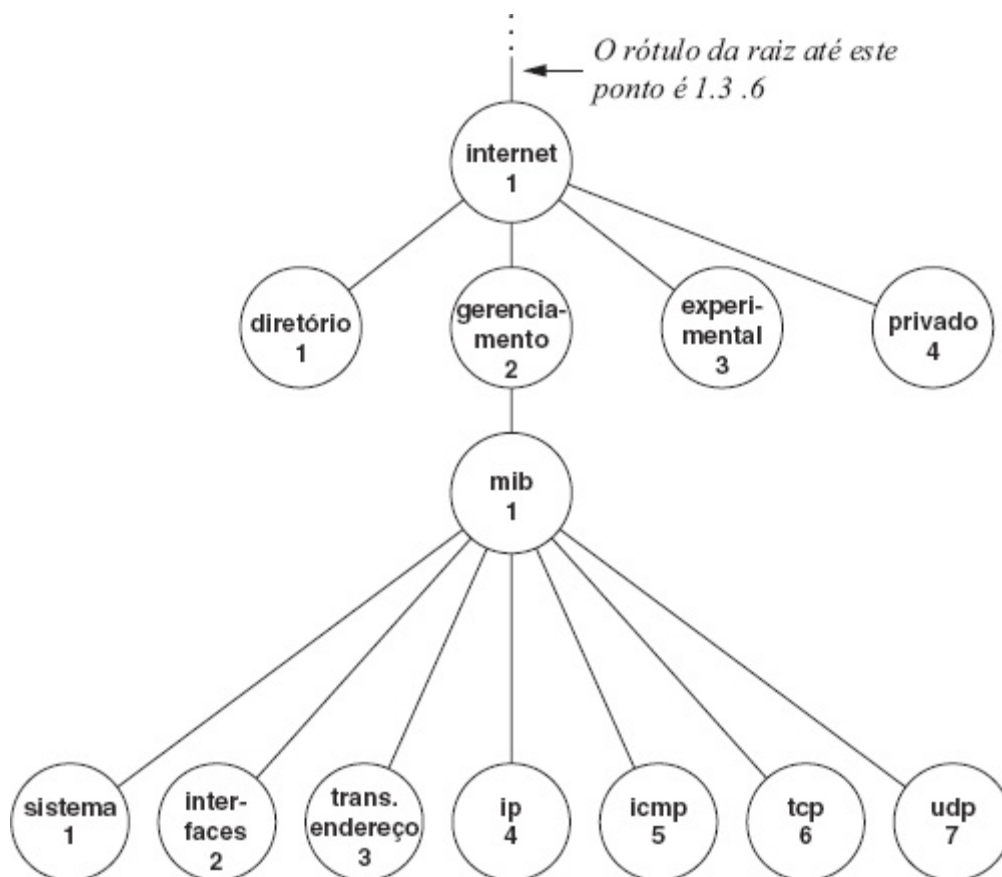 O rótulo da raiz até este
ponto é 1.3 .6
internet
1
diretório
1
gerencia-
mento
2
experi-
mental
3
privado
4
mib
1
sistema
1
inter-
faces
2
trans.
endereço
3
ip
4
icmp
5
tcp
6
udp
7